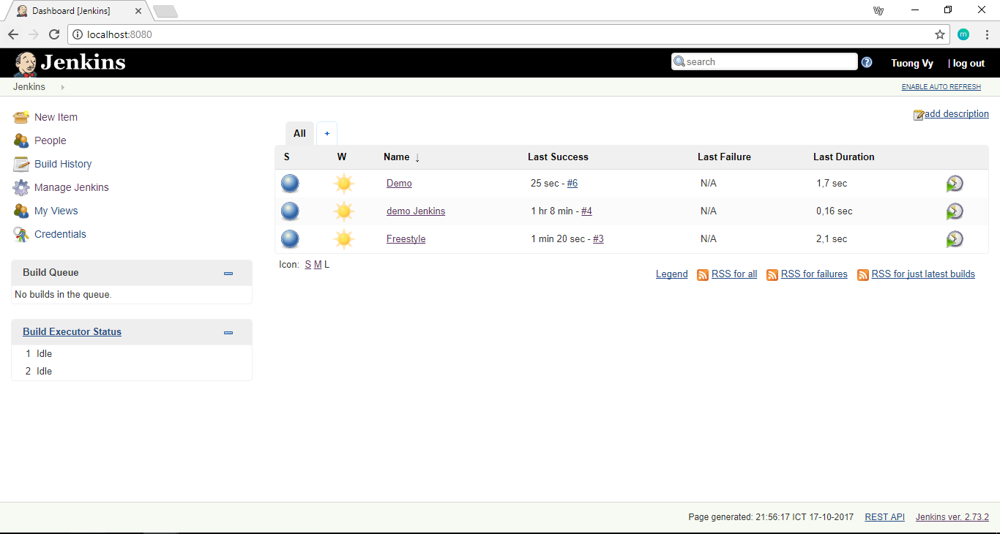 Dashboard [Jenkins]
Vy
localhost:8080
m
Jenkins
search
Tuong Vy | log out
Jenkins
ENABLE AUTO REFRESH
New Item
People
Build History
Manage Jenkins
My Views
Credentials
Build Queue
No builds in the queue.
Build Executor Status
1 Idle
2 Idle
add description
All +
S W Name ↓ Last Success Last Failure Last Duration
Demo 25 sec - #6 N/A 1,7 sec
demo Jenkins 1 hr 8 min - #4 N/A 0,16 sec
Freestyle 1 min 20 sec - #3 N/A 2,1 sec
Icon: S M L
Legend RSS for all RSS for failures RSS for just latest builds
Page generated: 21:56:17 ICT 17-10-2017 REST API Jenkins ver. 2.73.2